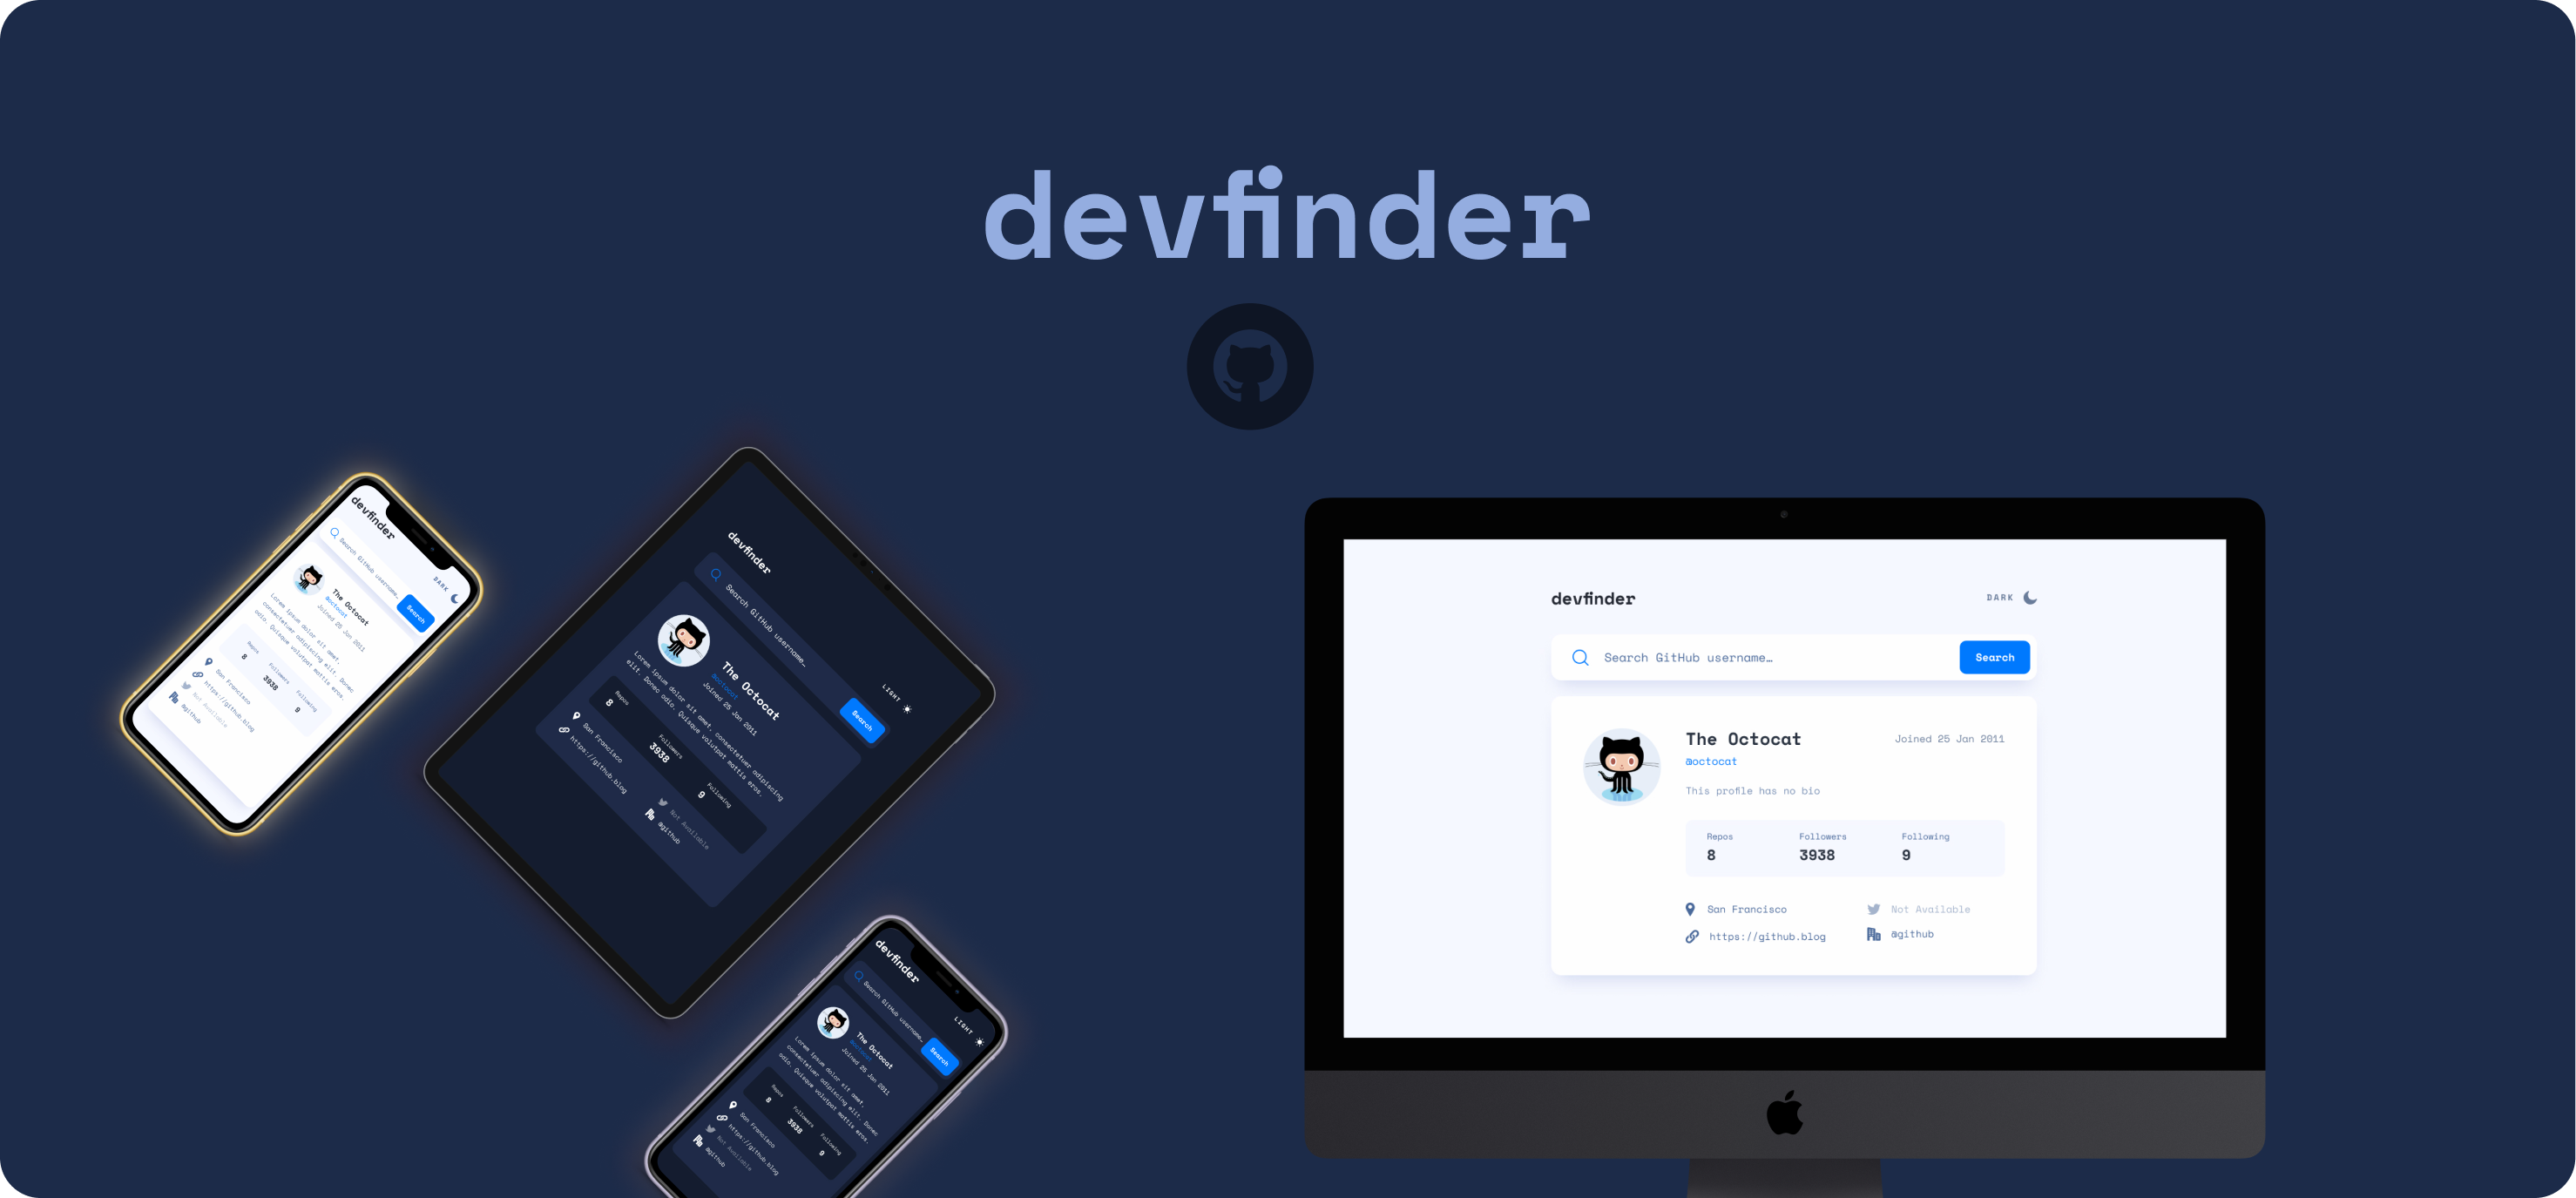 devfinder
devfinder
DARK
Search GitHub username…
Search
The Octocat
@octocat
Joined 25 Jan 2011
Lorem ipsum dolor sit amet,
consectetuer adipiscing elit. Donec
odio. Quisque volutpat mattis eros.
Repos
Followers
Following
8
3938
9
San Francisco
https://github.blog
Not Available
@github
devfinder
LIGHT
Search GitHub username…
Search
The Octocat
@octocat
Joined 25 Jan 2011
Lorem ipsum dolor sit amet, consectetuer adipiscing
elit. Donec odio. Quisque volutpat mattis eros.
Repos
Followers
Following
8
3938
9
San Francisco
Not Available
https://github.blog
@github
devfinder
LIGHT
Search GitHub username…
Search
The Octocat
@octocat
Joined 25 Jan 2011
Lorem ipsum dolor sit amet,
consectetuer adipiscing elit. Donec
odio. Quisque volutpat mattis eros.
Repos
Followers
Following
8
3938
9
San Francisco
https://github.blog
Not Available
@github
devfinder
DARK
Search GitHub username…
Search
The Octocat
Joined 25 Jan 2011
@octocat
This profile has no bio
Repos
Followers
Following
8
3938
9
San Francisco
Not Available
https://github.blog
@github